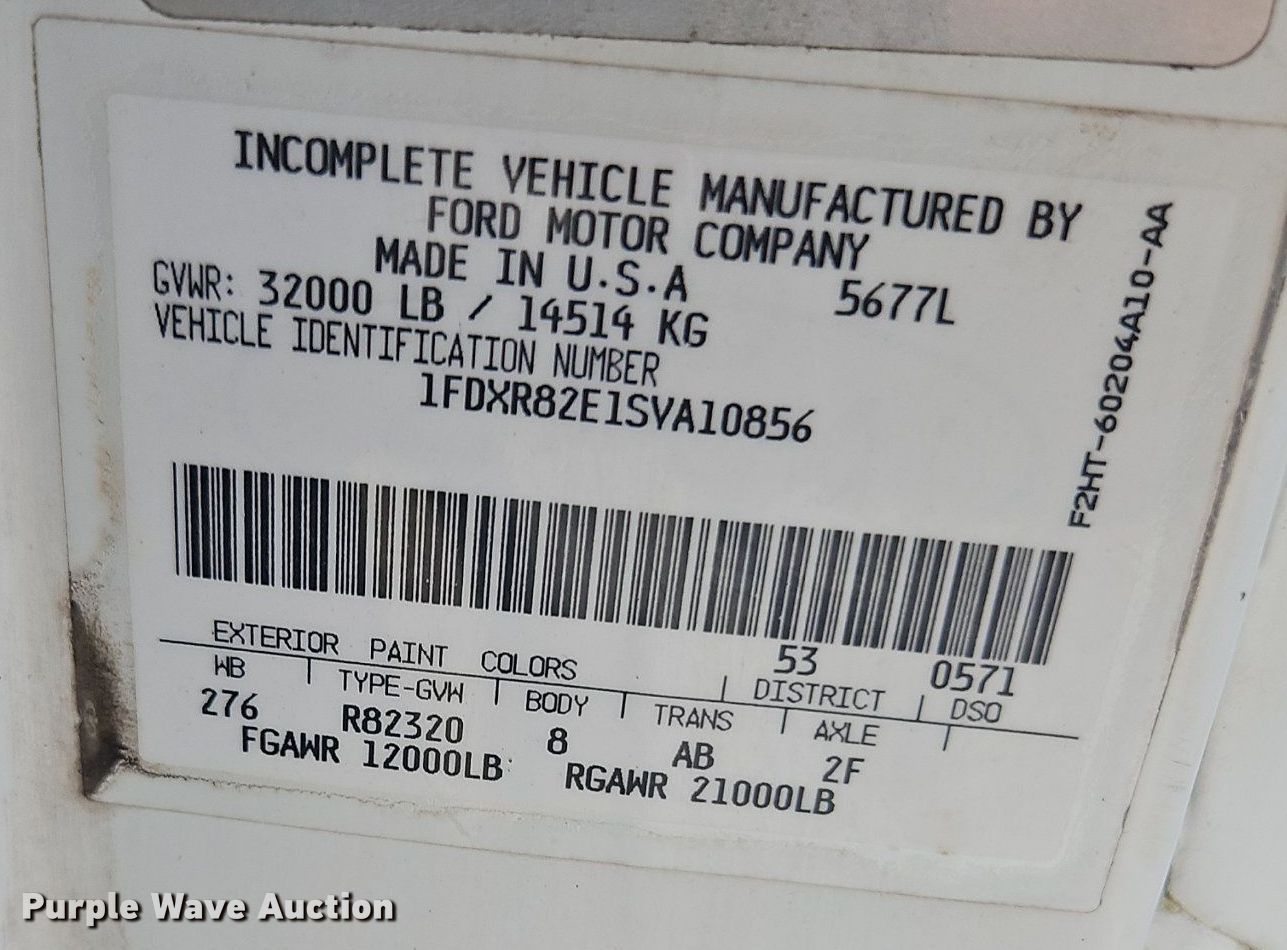 INCOMPLETE VEHICLE MANUFACTURED BY
FORD MOTOR COMPANY
MADE IN U.S.A
5677L
GVWR: 32000 LB / 14514 KG
VEHICLE IDENTIFICATION NUMBER
1FDXR82E1SVA10856
F2HT-60204A10-AA
EXTERIOR PAINT COLORS 53 0571
WB TYPE-GVW BODY TRANS AXLE DISTRICT DSO
276 R82320 8 AB 2F
FGAWR 12000LB RGAWR 21000LB
Purple Wave Auction